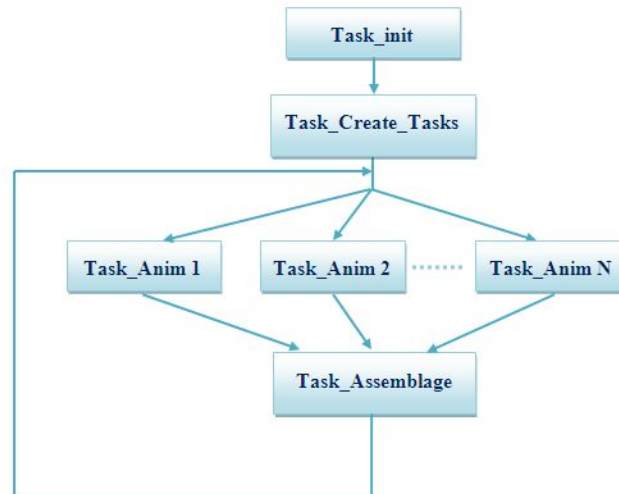 Task_init
Task_Create_Tasks
Task_Anim 1
Task_Anim 2
Task_Anim N
Task_Assemblage